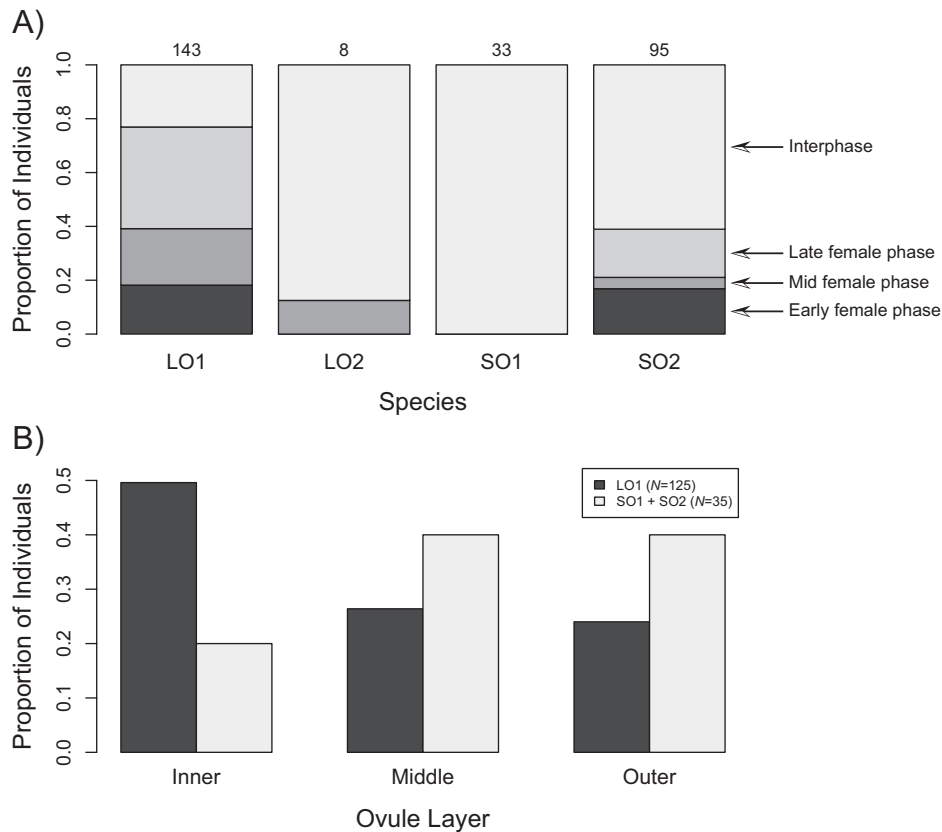 A)
143 8 33 95
Proportion of Individuals
1.0
0.8
0.6
0.4
0.2
0.0
Interphase
Late female phase
Mid female phase
Early female phase
LO1 LO2 SO1 SO2
Species
B)
Proportion of Individuals
0.5
0.4
0.3
0.2
0.1
0.0
LO1 (N=125)
SO1 + SO2 (N=35)
Inner Middle Outer
Ovule Layer